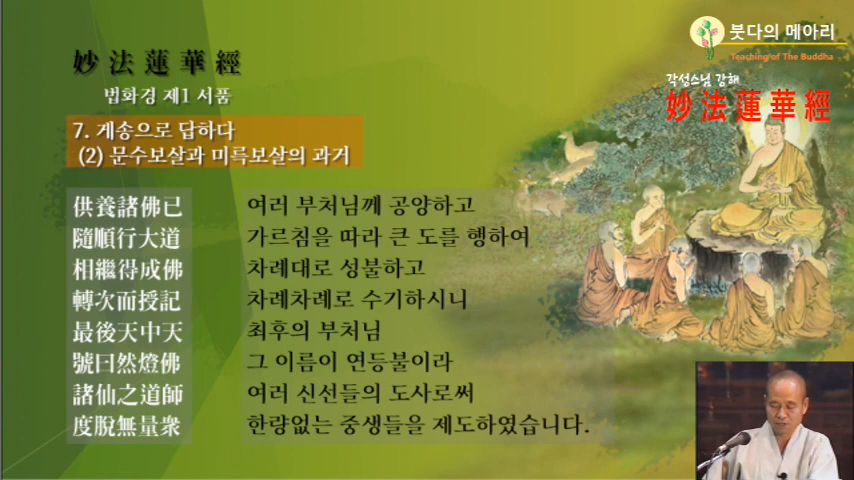 妙法蓮華經
법화경 제1 서품
7. 게송으로 답하다
(2) 문수보살과 미륵보살의 과거
供養諸佛已 여러 부처님께 공양하고
隨順行大道 가르침을 따라 큰 도를 행하여
相繼得成佛 차례대로 성불하고
轉次而授記 차례차례로 수기하시니
最後天中天 최후의 부처님
號曰然燈佛 그 이름이 연등불이라
諸仙之道師 여러 신선들의 도사로써
度脫無量衆 한량없는 중생들을 제도하였습니다.
붓다의 메아리
Teaching of The Buddha
각성스님 강해
妙法蓮華經